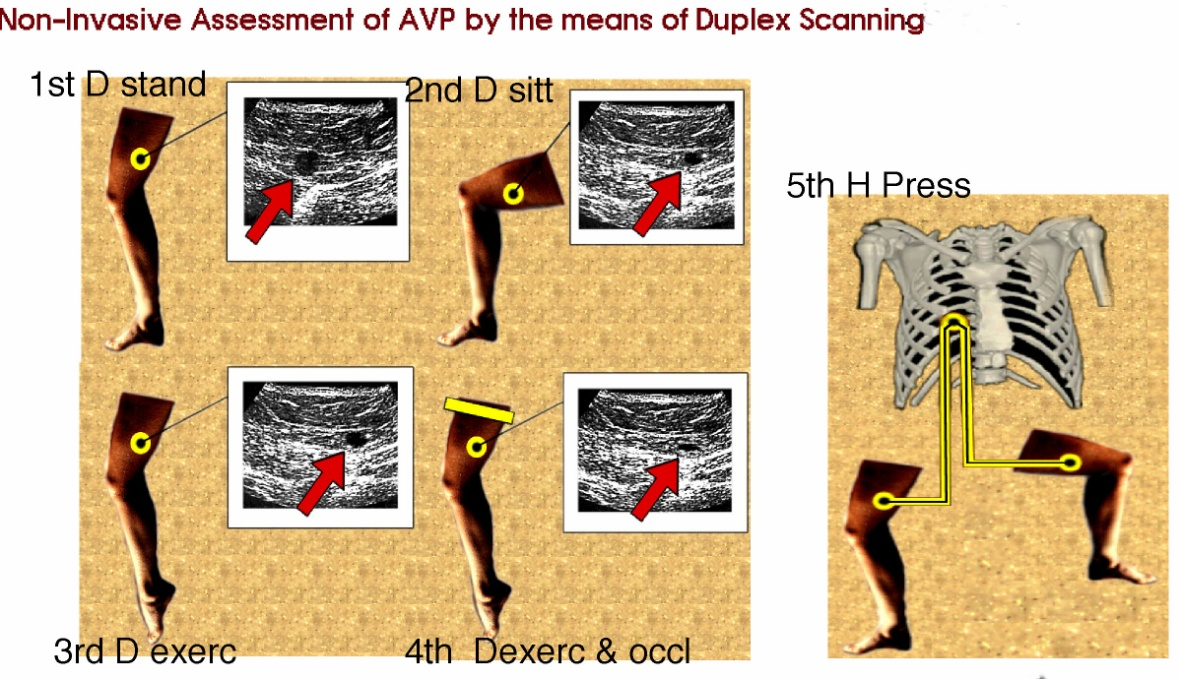 Non-Invasive Assessment of AVP by the means of Duplex Scanning
1st D stand
2nd D sitt
5th H Press
3rd D exerc
4th Dexerc & occl